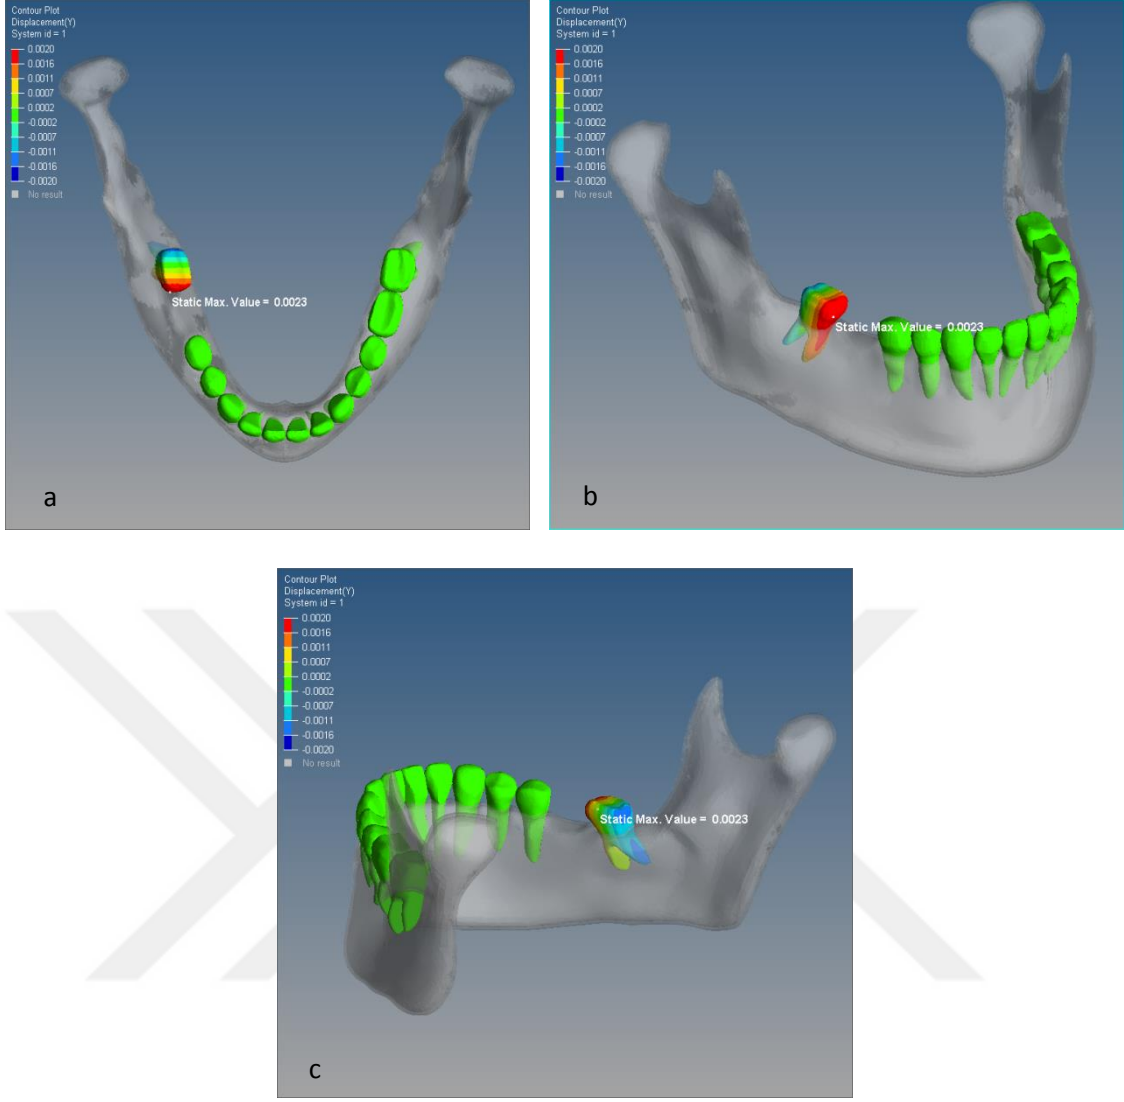 Contour Plot
Displacement(Y)
System id = 1
0.0020
0.0016
0.0011
0.0007
0.0002
-0.0002
-0.0007
-0.0011
-0.0016
-0.0020
No result
Static Max. Value = 0.0023
a
Contour Plot
Displacement(Y)
System id = 1
0.0020
0.0016
0.0011
0.0007
0.0002
-0.0002
-0.0007
-0.0011
-0.0016
-0.0020
No result
Static Max. Value = 0.0023
b
Contour Plot
Displacement(Y)
System id = 1
0.0020
0.0016
0.0011
0.0007
0.0002
-0.0002
-0.0007
-0.0011
-0.0016
-0.0020
No result
Static Max. Value = 0.0023
c